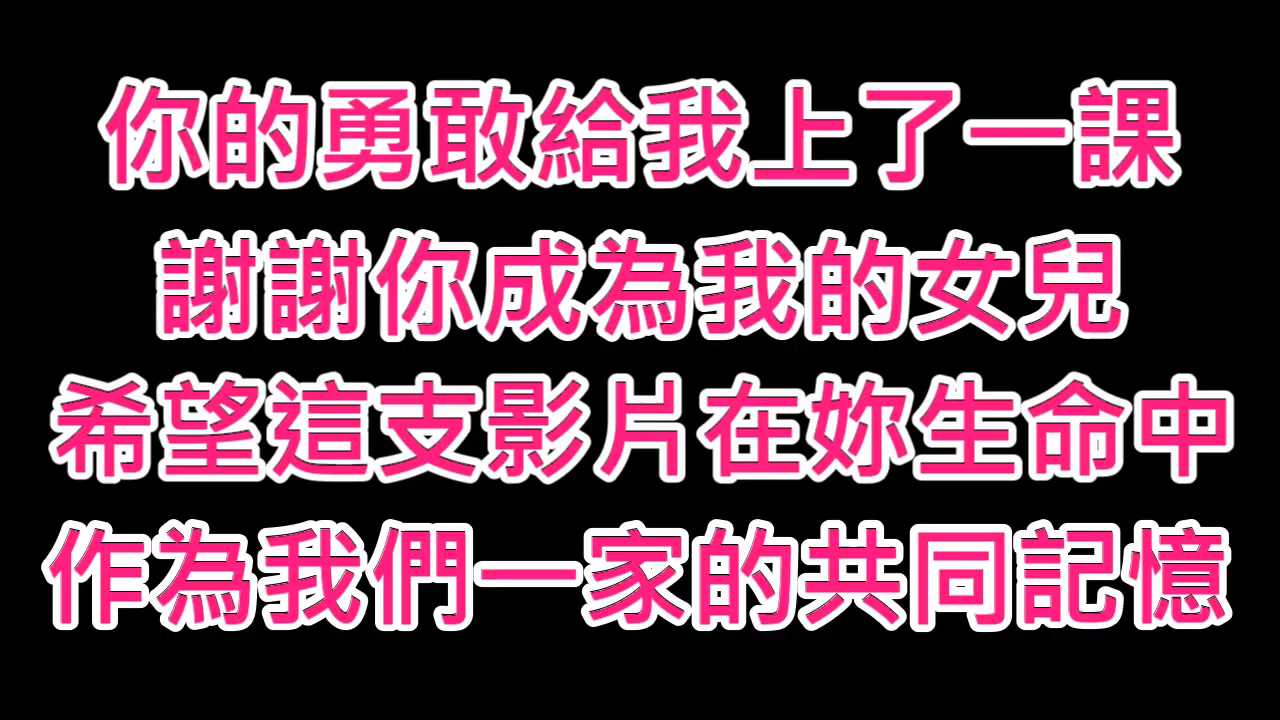 你的勇敢給我上了一課
謝謝你成為我的女兒
希望這支影片在妳生命中
作為我們一家的共同記憶